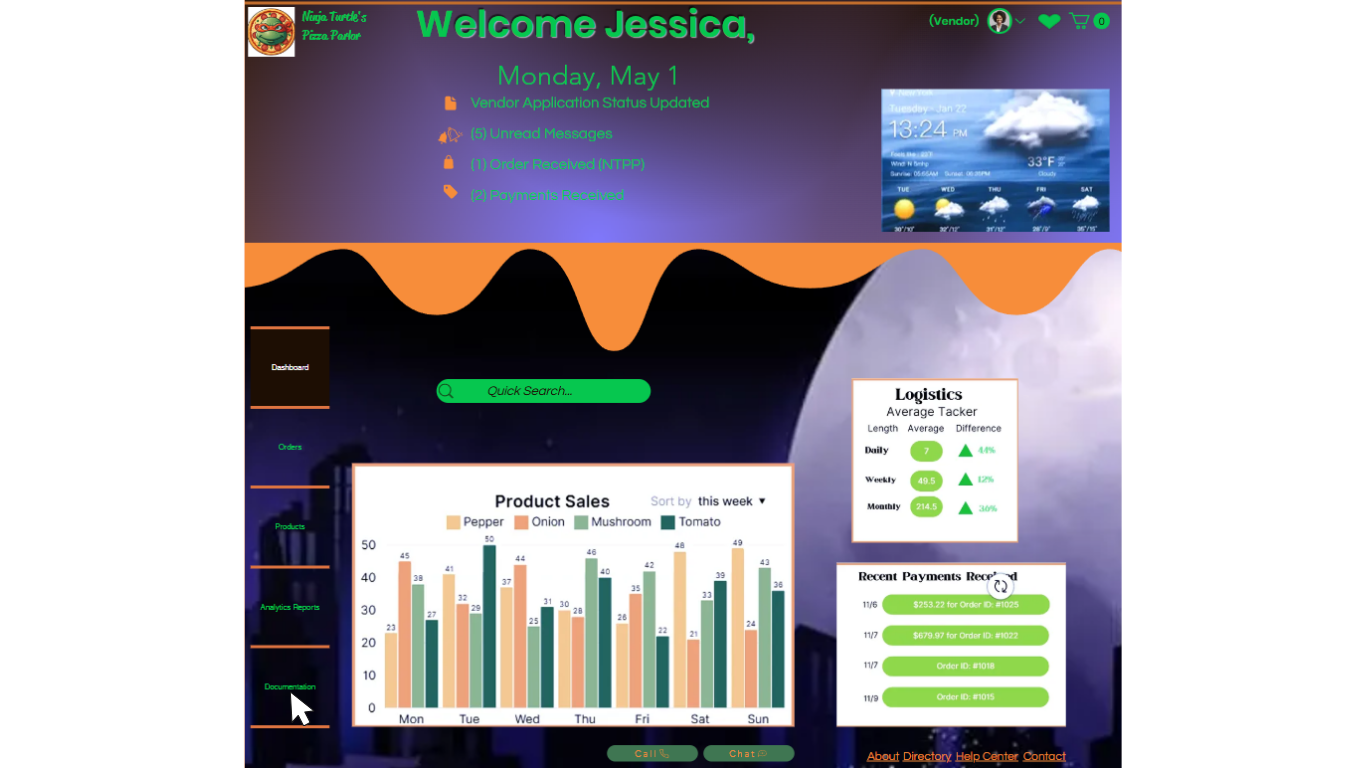 Ninja Turtle's
Pizza Parlor
Welcome Jessica,
(Vendor)
0
Monday, May 1
Vendor Application Status Updated
(5) Unread Messages
(1) Order Received (NTPP)
(2) Payments Received
Tuesday - Jan 22
13:24 PM
33°F
Clouds
TUE WED THU FRI SAT
Dashboard
Orders
Products
Analytics Reports
Documentation
Quick Search...
Product Sales
Sort by this week ▼
Pepper Onion Mushroom Tomato
50
40
30
20
10
0
23 45 38 27
41 32 29 50
37 44 25 31
30 28 46 40
26 35 42 22
48 21 33 39
49 24 43 36
Mon Tue Wed Thu Fri Sat Sun
Logistics
Average Tacker
Length Average Difference
Daily 7 44%
Weekly 49.5 12%
Monthly 214.5
Recent Payments Received
11/6 $253.22 for Order ID: #1025
11/7 $679.97 for Order ID: #1022
11/7 Order ID: #1018
11/9 Order ID: #1015
Call
Chat
About Directory Help Center Contact